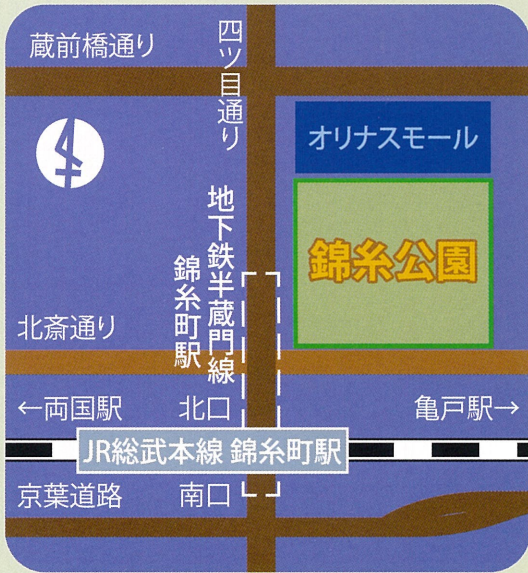 蔵前橋通り
四ツ目通り
オリナスモール
錦糸公園
地下鉄半蔵門線
錦糸町駅
北斎通り
←両国駅
北口
亀戸駅→
JR総武本線 錦糸町駅
京葉道路
南口